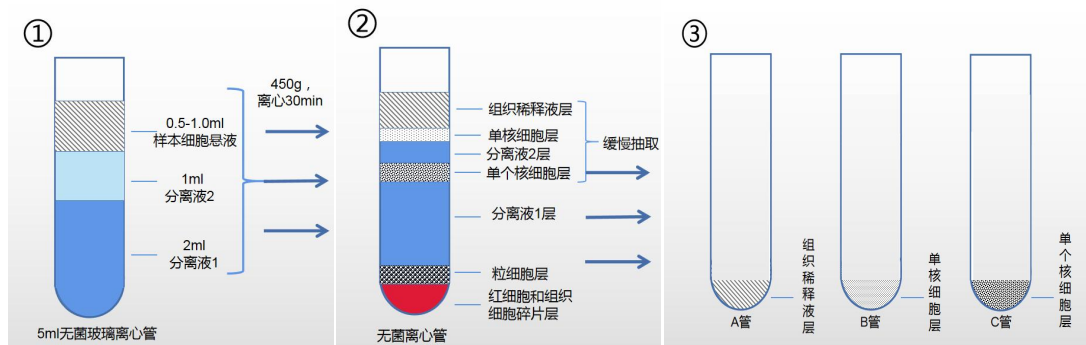 ①
0.5-1.0ml
样本细胞悬液
1ml
分离液2
2ml
分离液1
5ml无菌玻璃离心管
450g，
离心30min
②
组织稀释液层
单核细胞层
分离液2层
单个核细胞层
缓慢抽取
分离液1层
粒细胞层
红细胞和组织
细胞碎片层
无菌离心管
③
组织稀释液层
A管
单核细胞层
B管
单个核细胞层
C管